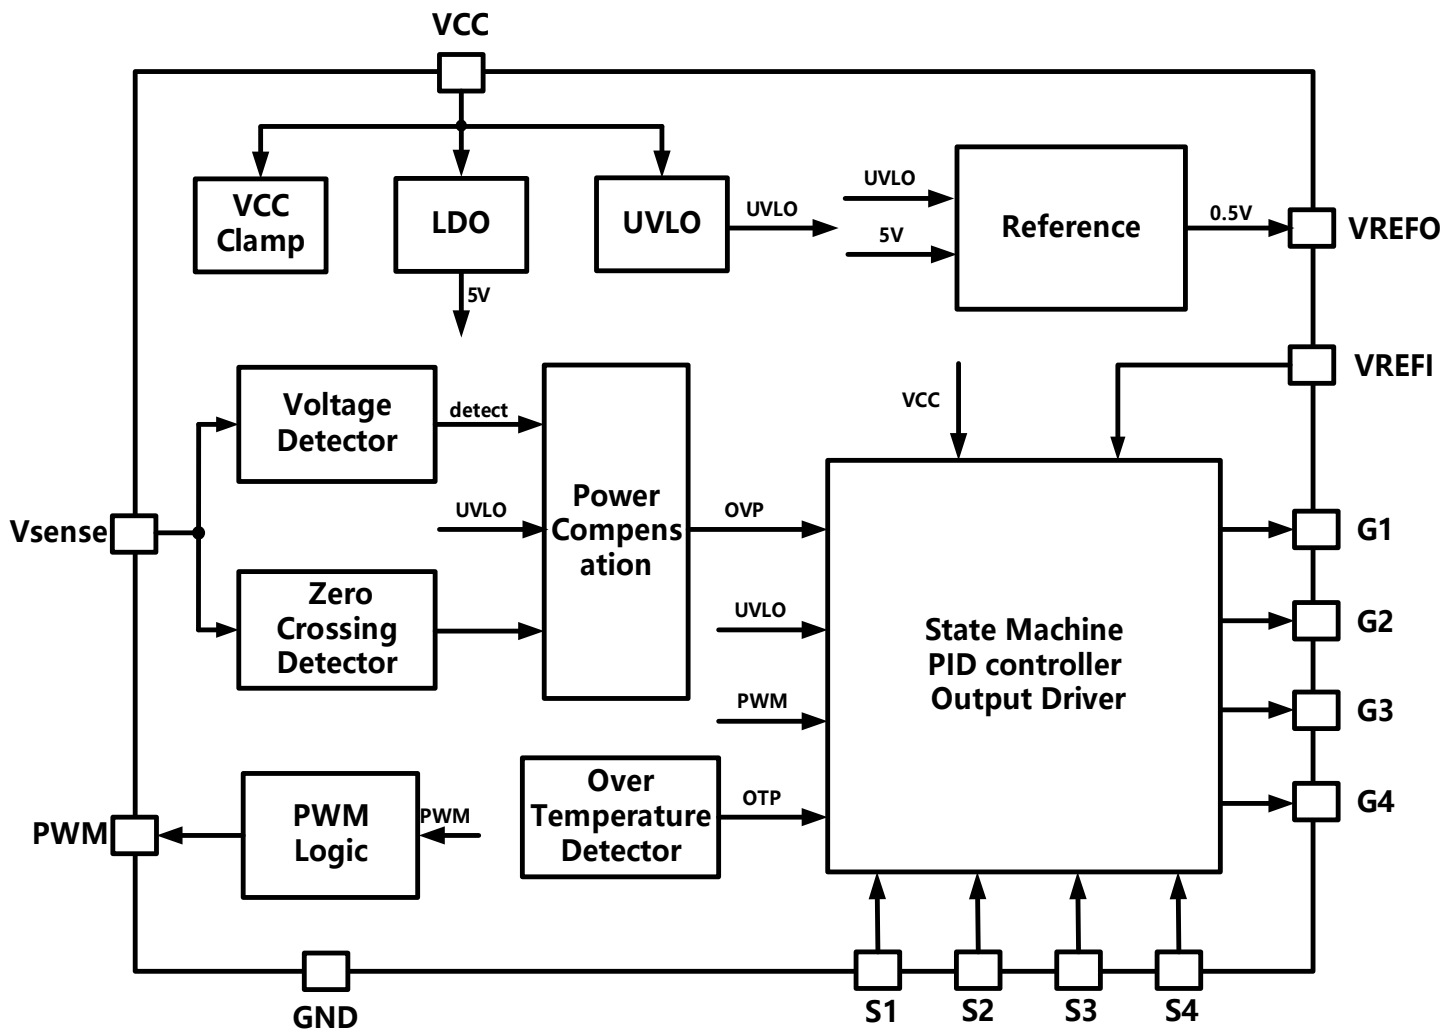 VCC
VCC
Clamp
LDO
UVLO
UVLO
5V
UVLO
5V
Reference
0.5V
VREFO
VREFI
VCC
Vsense
Voltage
Detector
detect
UVLO
Zero
Crossing
Detector
Power
Compens
ation
OVP
UVLO
PWM
OTP
State Machine
PID controller
Output Driver
G1
G2
G3
G4
PWM
PWM
Logic
PWM
Over
Temperature
Detector
GND
S1
S2
S3
S4